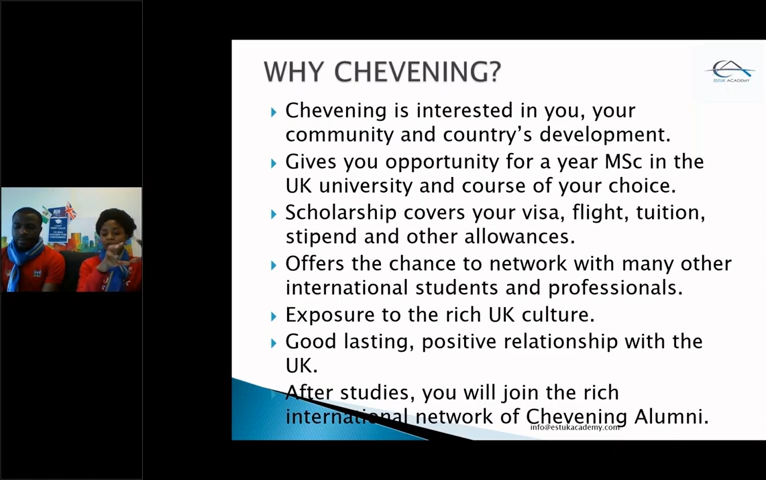 WHY CHEVENING?
ESTUK ACADEMY
Chevening is interested in you, your
community and country's development.
Gives you opportunity for a year MSc in the
UK university and course of your choice.
Scholarship covers your visa, flight, tuition,
stipend and other allowances.
Offers the chance to network with many other
international students and professionals.
Exposure to the rich UK culture.
Good lasting, positive relationship with the
UK.
After studies, you will join the rich
international network of Chevening Alumni.
info@estukacademy.com